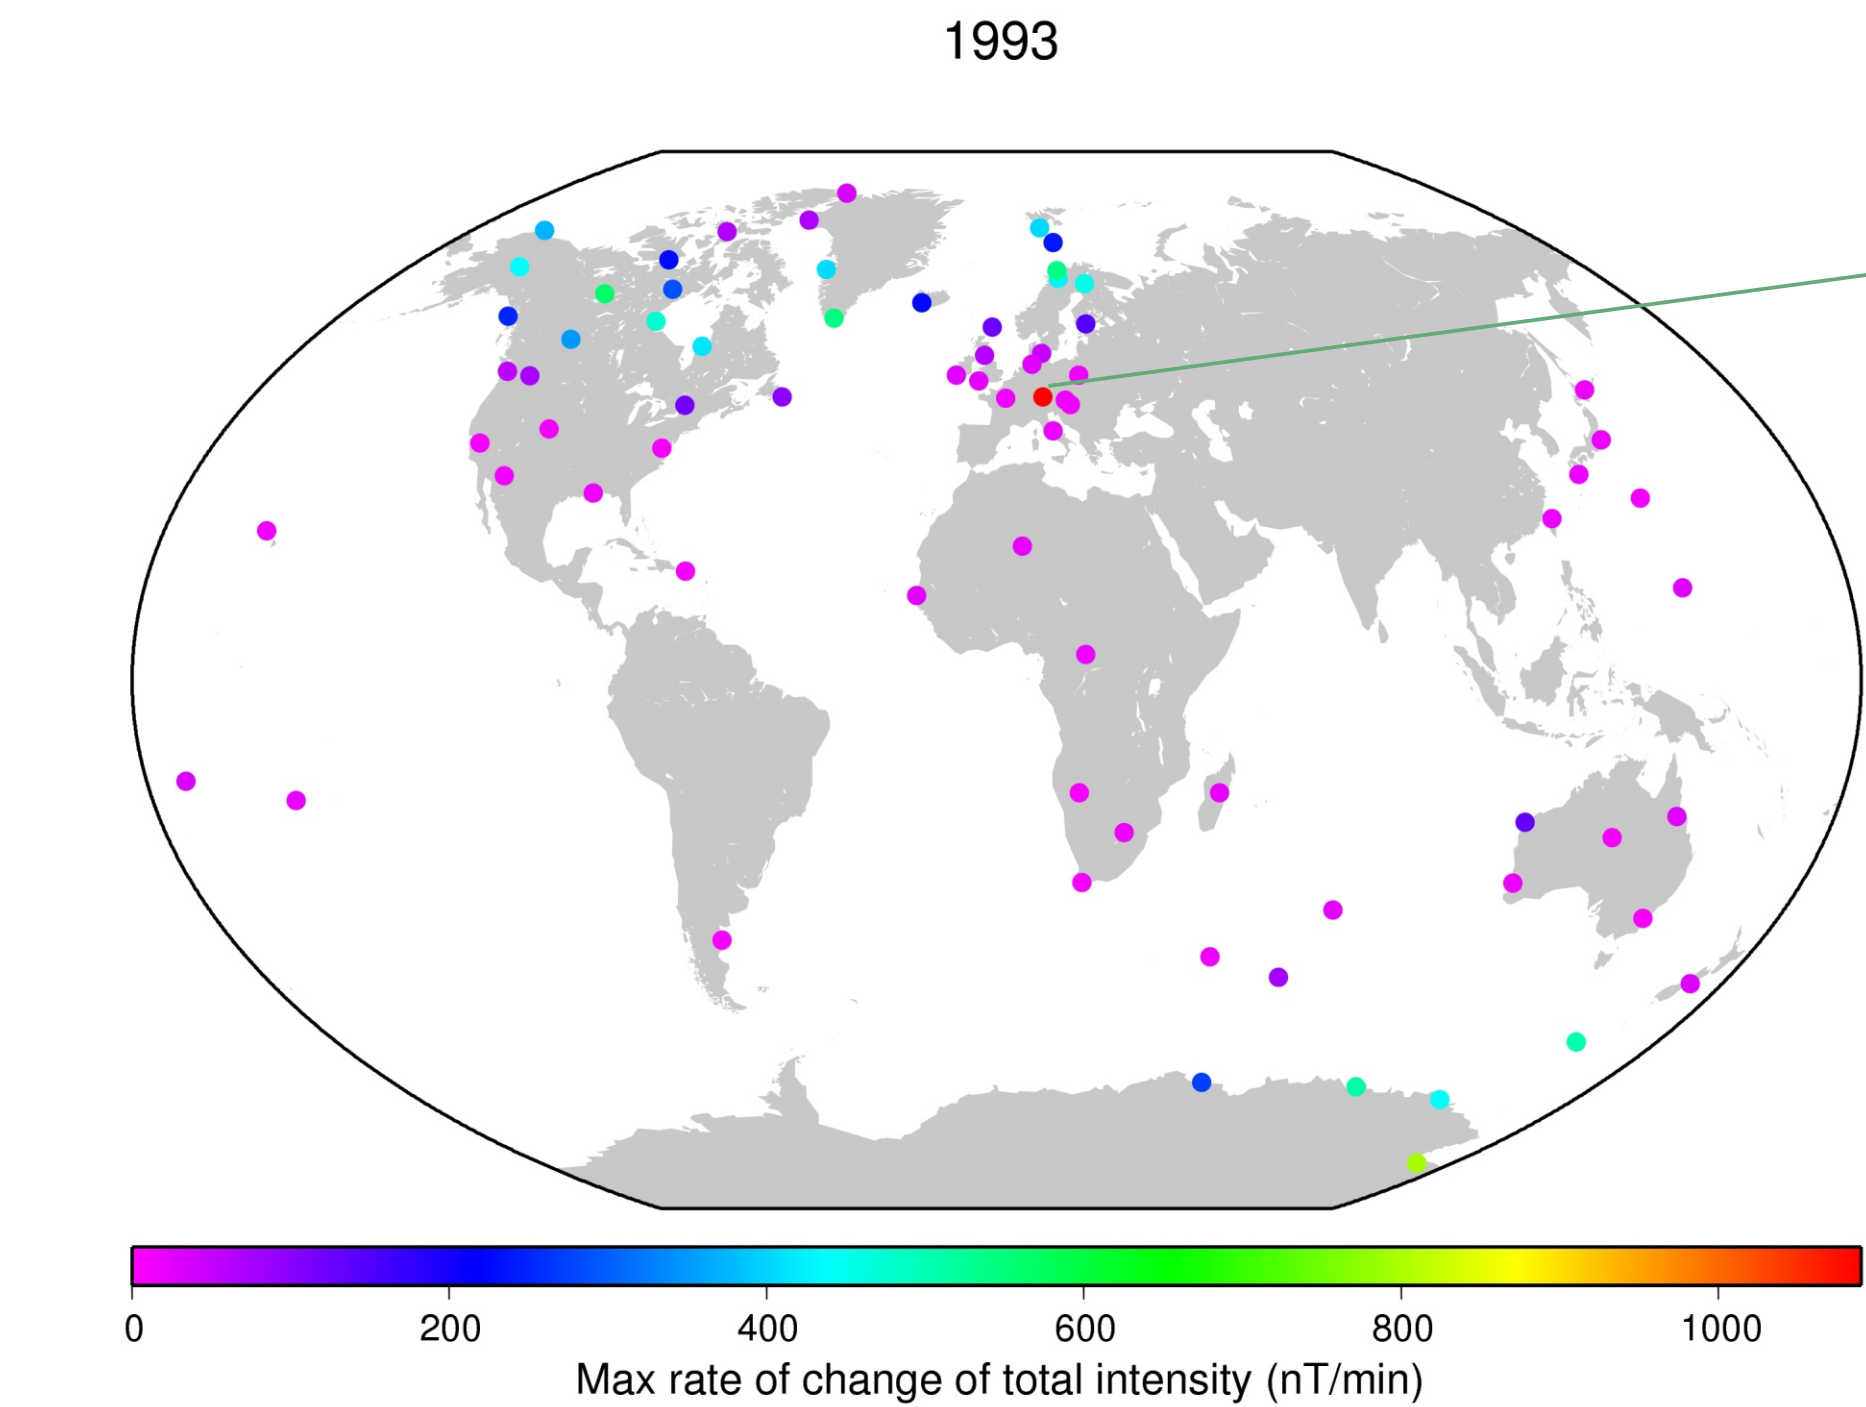 1993
0 200 400 600 800 1000
Max rate of change of total intensity (nT/min)